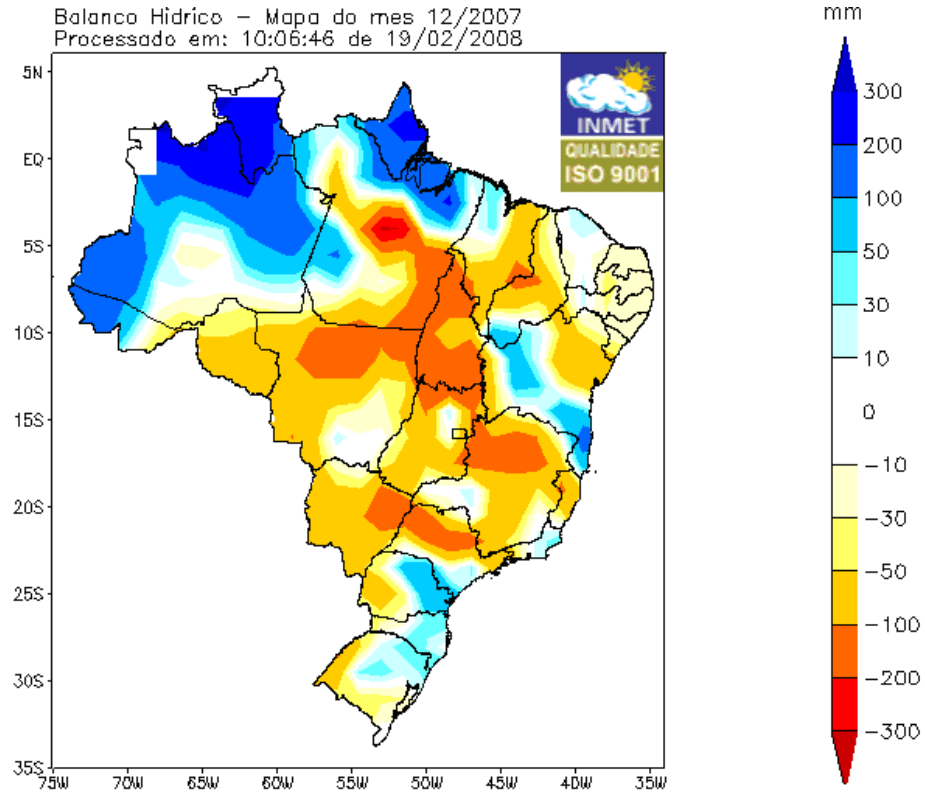 Balanco Hidrico – Mapa do mes 12/2007
Processado em: 10:06:46 de 19/02/2008
mm
INMET
QUALIDADE
ISO 9001
5N
EQ
5S
10S
15S
20S
25S
30S
35S
75W 70W 65W 60W 55W 50W 45W 40W 35W
300
200
100
50
30
10
0
−10
−30
−50
−100
−200
−300